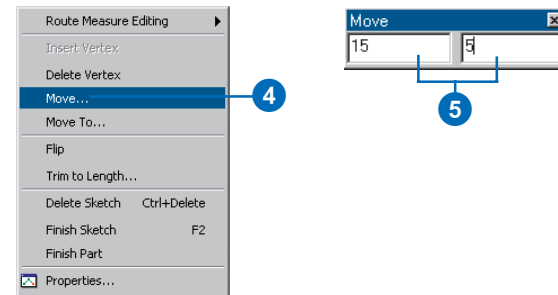 Route Measure Editing
Insert Vertex
Delete Vertex
Move...
Move To...
Flip
Trim to Length...
Delete Sketch Ctrl+Delete
Finish Sketch F2
Finish Part
Properties...
4
Move
15 5
5